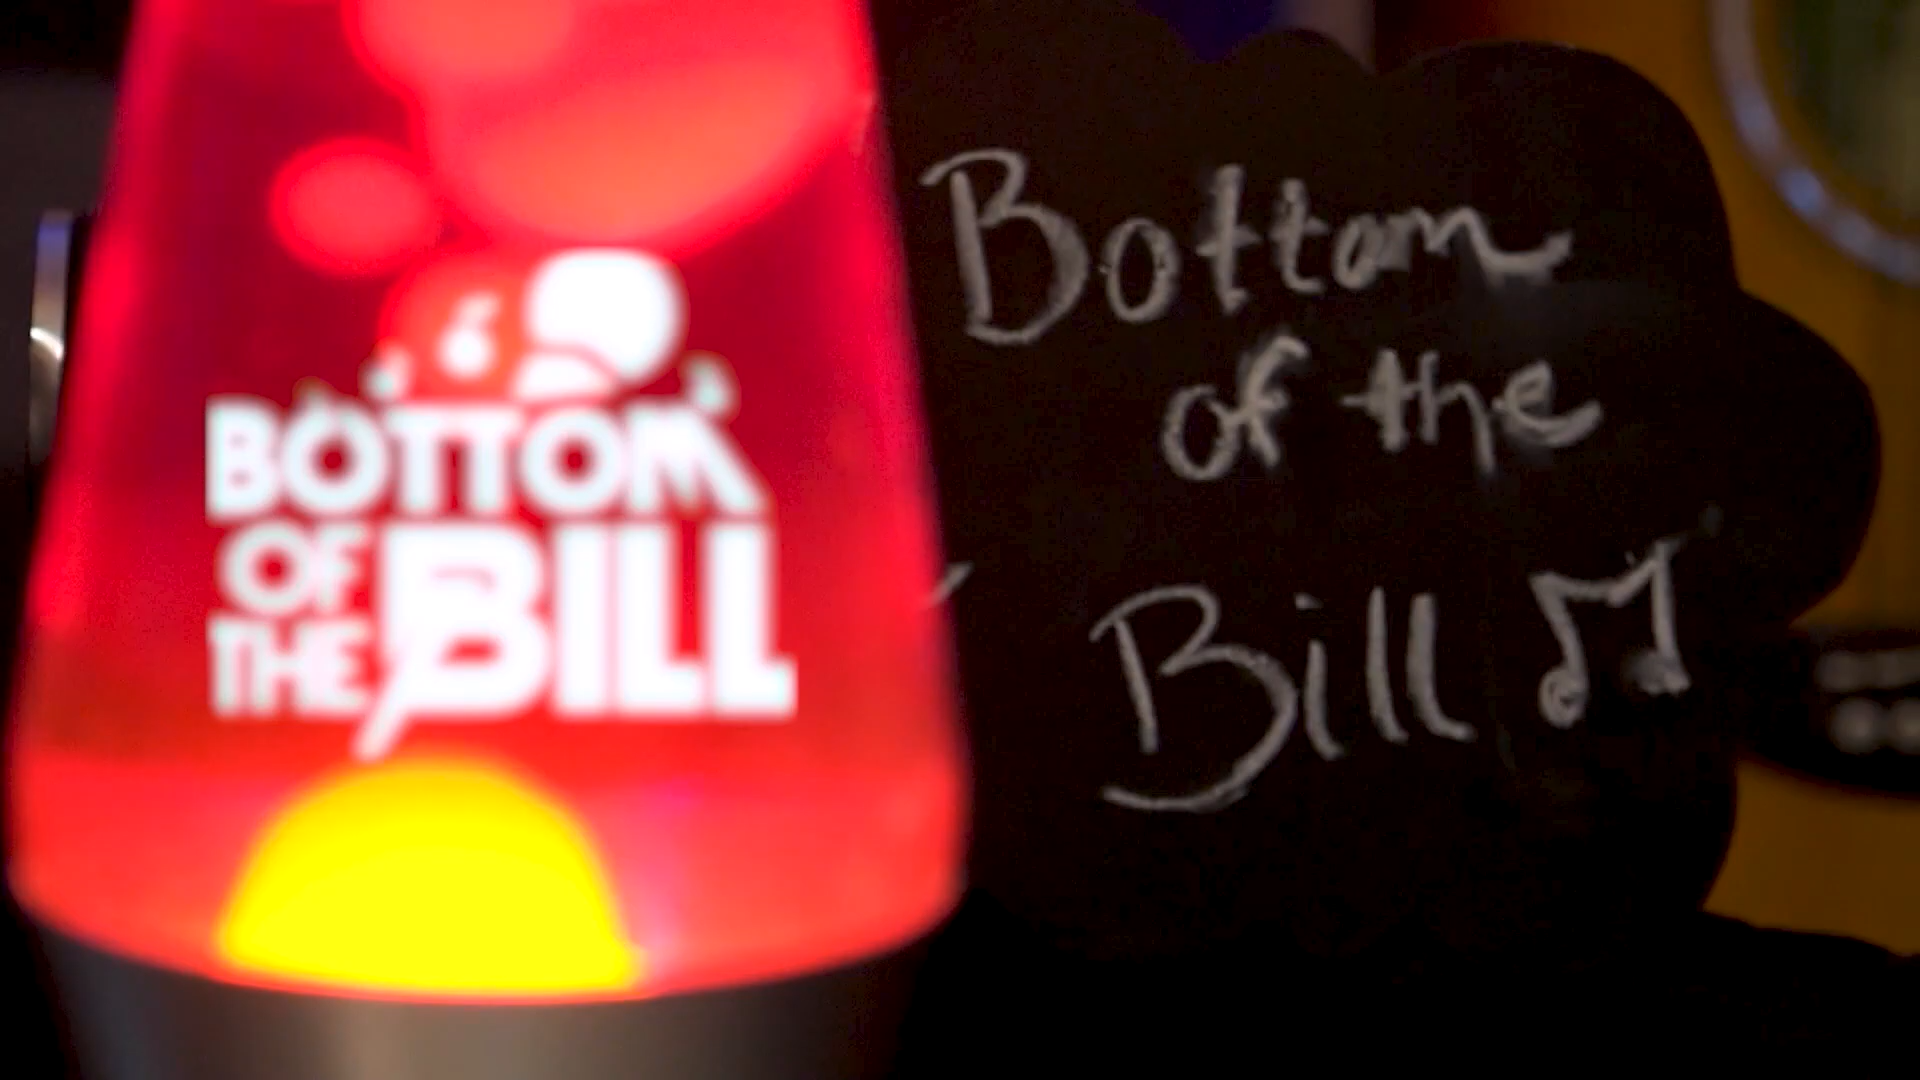 BOTTOM
OF
THE BILL
Bottom
of the
Bill